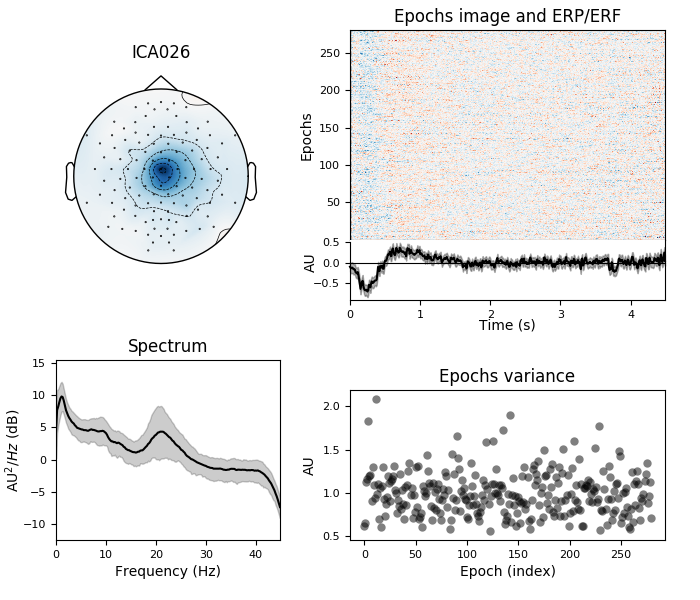 ICA026
Epochs image and ERP/ERF
Epochs
250
200
150
100
50
AU
0.5
0.0
−0.5
0 1 2 3 4
Time (s)
Spectrum
AU²/Hz (dB)
15
10
5
0
−5
−10
0 10 20 30 40
Frequency (Hz)
Epochs variance
AU
2.0
1.5
1.0
0.5
0 50 100 150 200 250
Epoch (index)